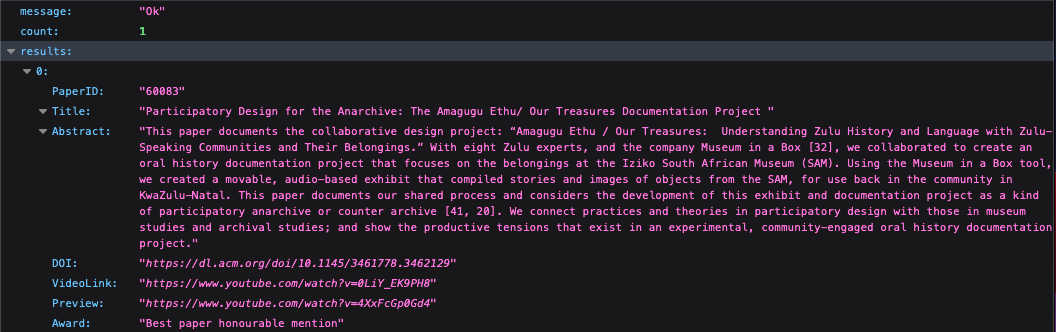 message: "Ok"
count: 1
results:
0:
PaperID: "60083"
Title: "Participatory Design for the Anarchive: The Amagugu Ethu/ Our Treasures Documentation Project "
Abstract: "This paper documents the collaborative design project: “Amagugu Ethu / Our Treasures:  Understanding Zulu History and Language with Zulu-
Speaking Communities and Their Belongings.” With eight Zulu experts, and the company Museum in a Box [32], we collaborated to create an
oral history documentation project that focuses on the belongings at the Iziko South African Museum (SAM). Using the Museum in a Box tool,
we created a movable, audio-based exhibit that compiled stories and images of objects from the SAM, for use back in the community in
KwaZulu-Natal. This paper documents our shared process and considers the development of this exhibit and documentation project as a kind
of participatory anarchive or counter archive [41, 20]. We connect practices and theories in participatory design with those in museum
studies and archival studies; and show the productive tensions that exist in an experimental, community-engaged oral history documentation
project."
DOI: "https://dl.acm.org/doi/10.1145/3461778.3462129"
VideoLink: "https://www.youtube.com/watch?v=0LiY_EK9PH8"
Preview: "https://www.youtube.com/watch?v=4XxFcGp0Gd4"
Award: "Best paper honourable mention"